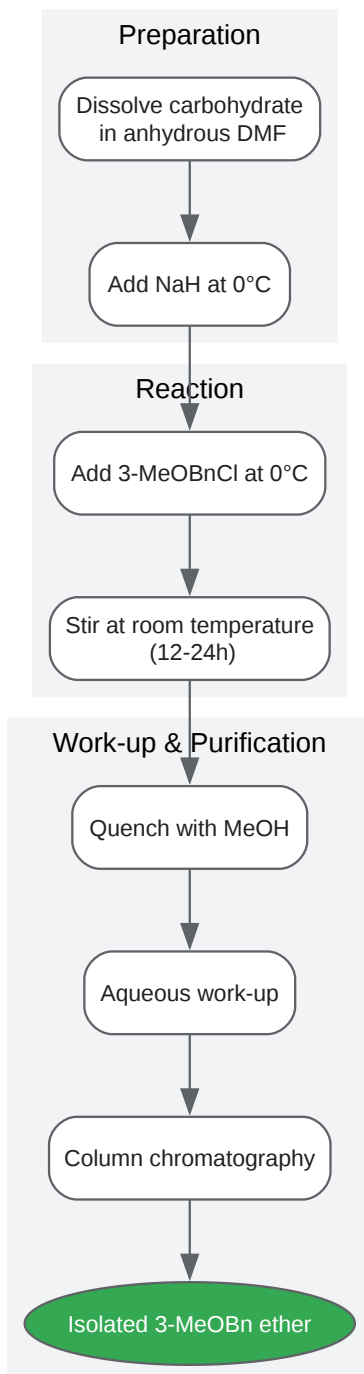 Preparation
Dissolve carbohydrate
in anhydrous DMF
Add NaH at 0°C
Reaction
Add 3-MeOBnCl at 0°C
Stir at room temperature
(12-24h)
Work-up & Purification
Quench with MeOH
Aqueous work-up
Column chromatography
Isolated 3-MeOBn ether